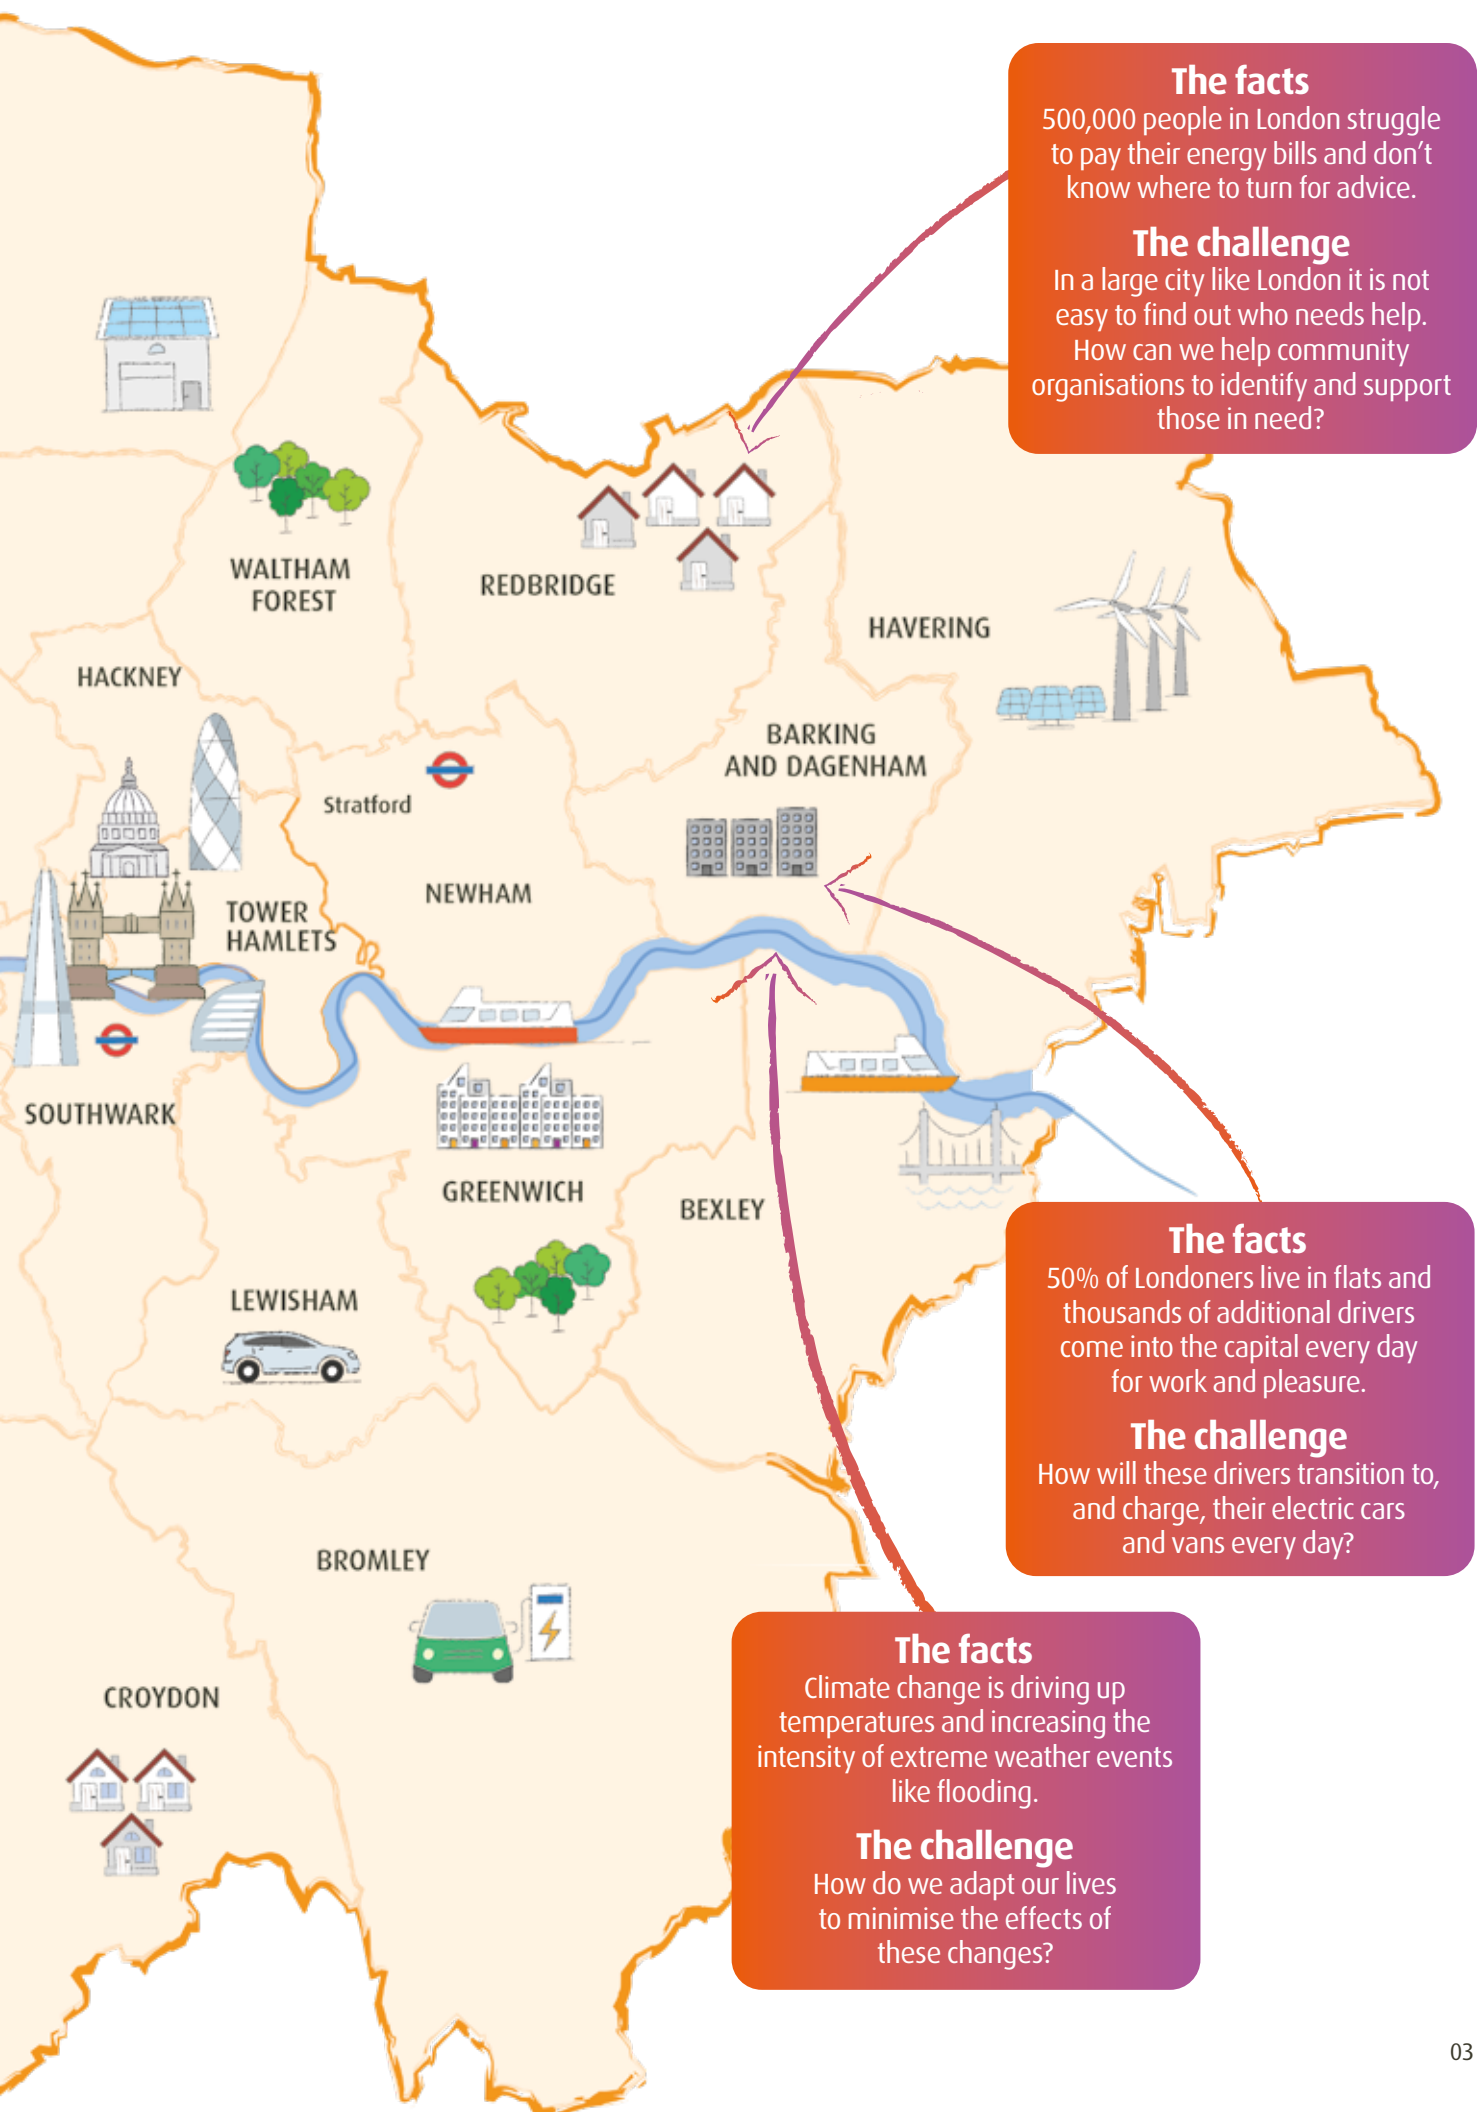 The facts
500,000 people in London struggle
to pay their energy bills and don’t
know where to turn for advice.
The challenge
In a large city like London it is not
easy to find out who needs help.
How can we help community
organisations to identify and support
those in need?
WALTHAM
FOREST
REDBRIDGE
HAVERING
HACKNEY
BARKING
AND DAGENHAM
Stratford
NEWHAM
TOWER
HAMLETS
SOUTHWARK
GREENWICH
BEXLEY
LEWISHAM
The facts
50% of Londoners live in flats and
thousands of additional drivers
come into the capital every day
for work and pleasure.
The challenge
How will these drivers transition to,
and charge, their electric cars
and vans every day?
BROMLEY
CROYDON
The facts
Climate change is driving up
temperatures and increasing the
intensity of extreme weather events
like flooding.
The challenge
How do we adapt our lives
to minimise the effects of
these changes?
03